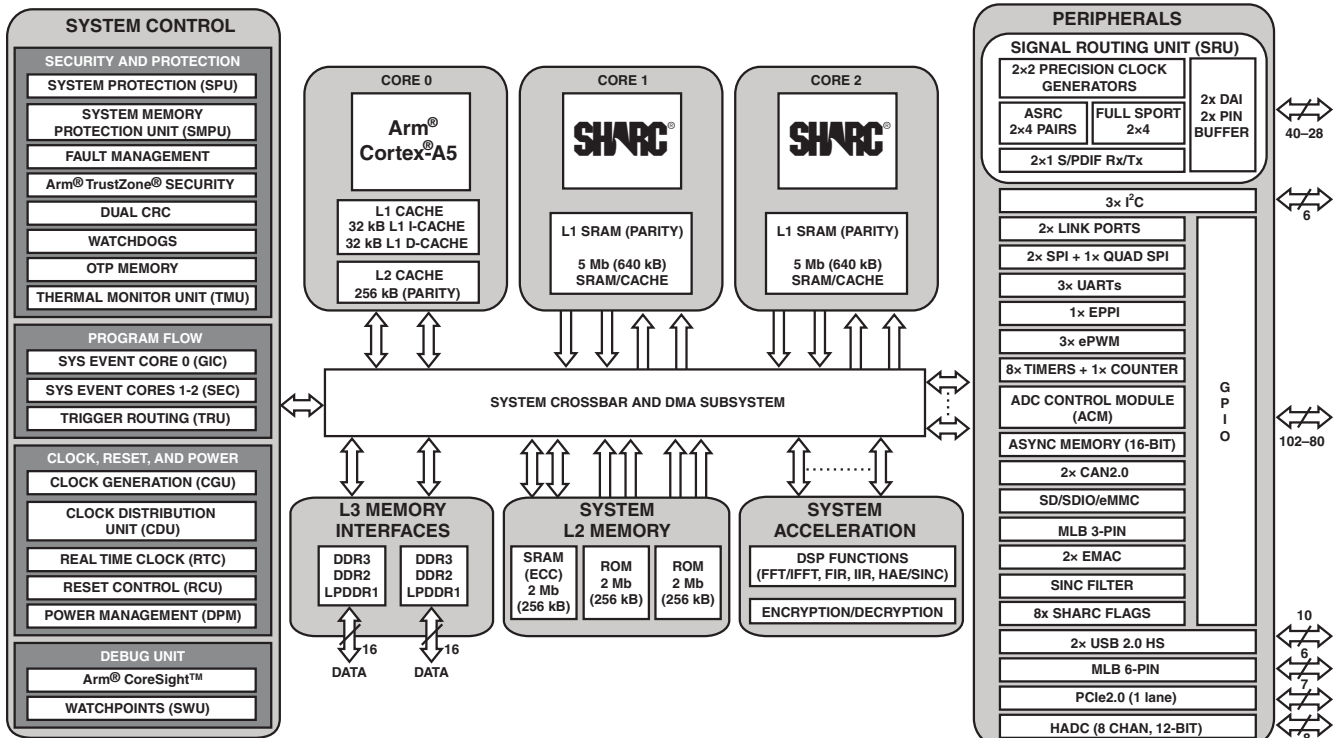 SYSTEM CONTROL
SECURITY AND PROTECTION
SYSTEM PROTECTION (SPU)
SYSTEM MEMORY
PROTECTION UNIT (SMPU)
FAULT MANAGEMENT
Arm® TrustZone® SECURITY
DUAL CRC
WATCHDOGS
OTP MEMORY
THERMAL MONITOR UNIT (TMU)
PROGRAM FLOW
SYS EVENT CORE 0 (GIC)
SYS EVENT CORES 1-2 (SEC)
TRIGGER ROUTING (TRU)
CLOCK, RESET, AND POWER
CLOCK GENERATION (CGU)
CLOCK DISTRIBUTION
UNIT (CDU)
REAL TIME CLOCK (RTC)
RESET CONTROL (RCU)
POWER MANAGEMENT (DPM)
DEBUG UNIT
Arm® CoreSight™
WATCHPOINTS (SWU)
CORE 0
Arm®
Cortex®-A5
L1 CACHE
32 kB L1 I-CACHE
32 kB L1 D-CACHE
L2 CACHE
256 kB (PARITY)
CORE 1
SHARC®
L1 SRAM (PARITY)
5 Mb (640 kB)
SRAM/CACHE
CORE 2
SHARC®
L1 SRAM (PARITY)
5 Mb (640 kB)
SRAM/CACHE
SYSTEM CROSSBAR AND DMA SUBSYSTEM
L3 MEMORY
INTERFACES
DDR3
DDR2
LPDDR1
DDR3
DDR2
LPDDR1
16
16
DATA
DATA
SYSTEM
L2 MEMORY
SRAM
(ECC)
2 Mb
(256 kB)
ROM
2 Mb
(256 kB)
ROM
2 Mb
(256 kB)
SYSTEM
ACCELERATION
DSP FUNCTIONS
(FFT/IFFT, FIR, IIR, HAE/SINC)
ENCRYPTION/DECRYPTION
PERIPHERALS
SIGNAL ROUTING UNIT (SRU)
2×2 PRECISION CLOCK
GENERATORS
ASRC
2×4 PAIRS
FULL SPORT
2×4
2×1 S/PDIF Rx/Tx
2x DAI
2x PIN
BUFFER
40–28
3× I²C
6
2× LINK PORTS
2× SPI + 1× QUAD SPI
3× UARTs
1× EPPI
3× ePWM
8× TIMERS + 1× COUNTER
ADC CONTROL MODULE
(ACM)
ASYNC MEMORY (16-BIT)
2× CAN2.0
SD/SDIO/eMMC
MLB 3-PIN
2× EMAC
SINC FILTER
8x SHARC FLAGS
G
P
I
O
102–80
2× USB 2.0 HS
10
MLB 6-PIN
6
PCIe2.0 (1 lane)
7
HADC (8 CHAN, 12-BIT)
8